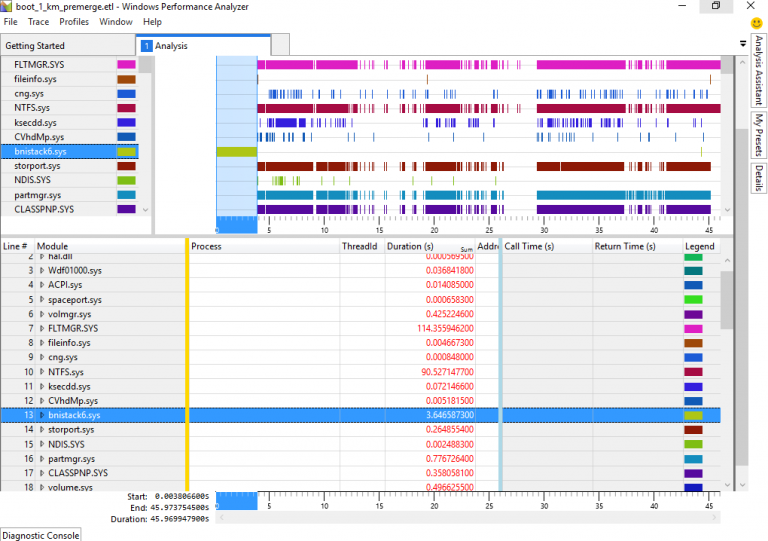 boot_1_km_premerge.etl - Windows Performance Analyzer
File Trace Profiles Window Help
Getting Started
1 Analysis
Analysis Assistant
My Presets
Details
FLTMGR.SYS
fileinfo.sys
cng.sys
NTFS.SYS
ksecdd.sys
CVhdMp.sys
bnistack6.sys
storport.sys
NDIS.SYS
partmgr.sys
CLASSPNP.SYS
0 5 10 15 20 25 30 35 40 45
Line # Module Process ThreadId Duration (s) Sum Addre Call Time (s) Return Time (s) Legend
2 hal.dll 0.000569500
3 Wdf01000.sys 0.036841800
4 ACPI.sys 0.014085000
5 spaceport.sys 0.000658300
6 volmgr.sys 0.425224600
7 FLTMGR.SYS 114.355946200
8 fileinfo.sys 0.004667300
9 cng.sys 0.000848000
10 NTFS.SYS 90.527147700
11 ksecdd.sys 0.072146600
12 CVhdMp.sys 0.005181500
13 bnistack6.sys 3.646587300
14 storport.sys 0.264855400
15 NDIS.SYS 0.002488300
16 partmgr.sys 0.776726400
17 CLASSPNP.SYS 0.358058100
18 volume.sys 0.496625500
Start: 0.003806600s
End: 45.973754500s
Duration: 45.969947900s
0 5 10 15 20 25 30 35 40 45
Diagnostic Console